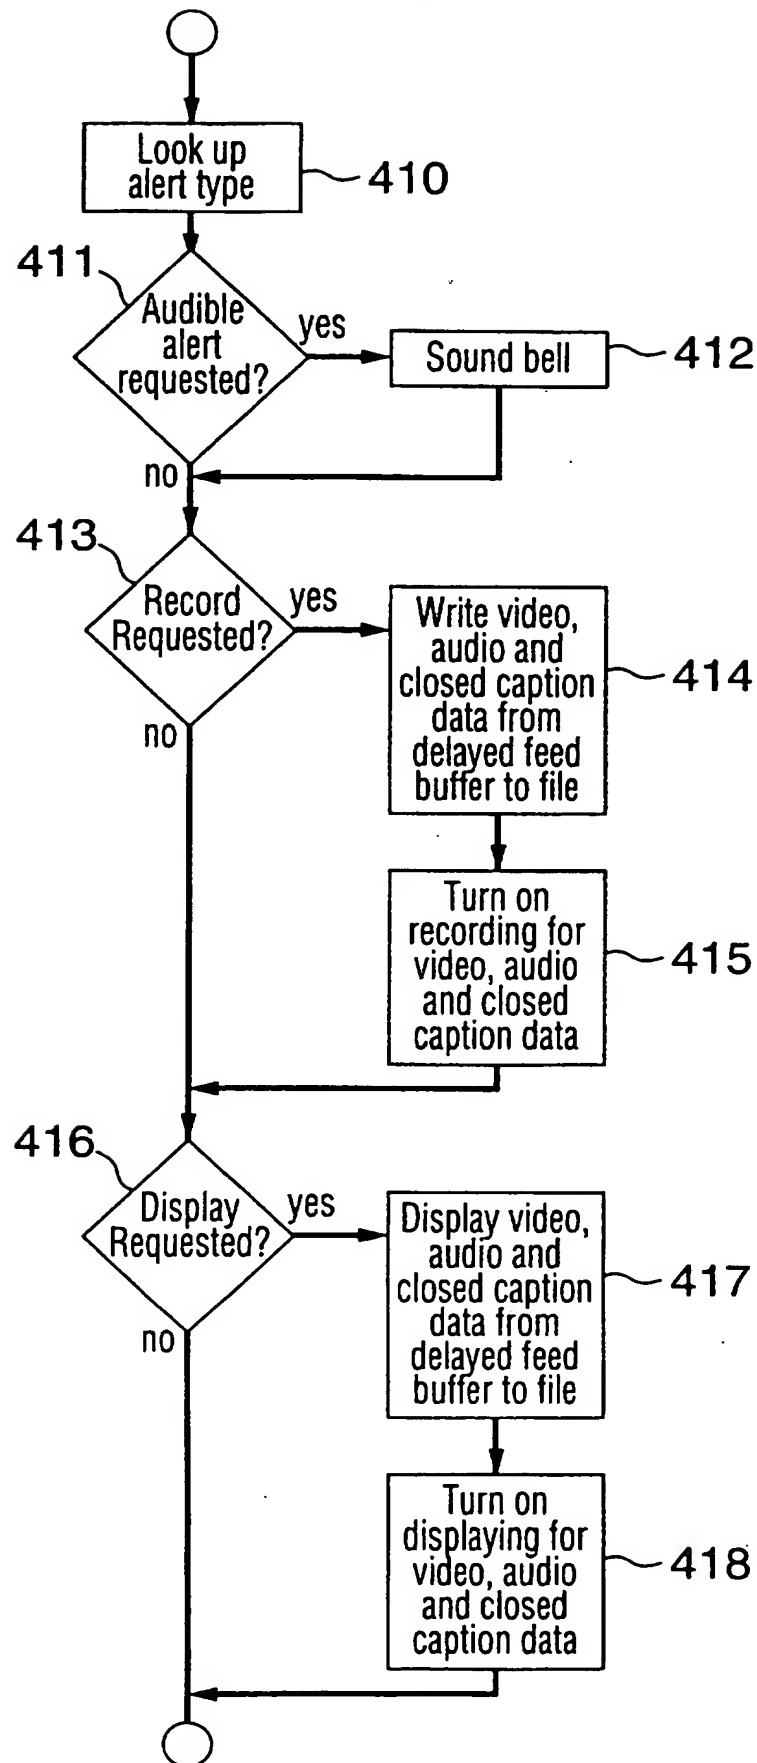 Look up
alert type
410
411
Audible
alert
requested?
yes
Sound bell
412
no
413
Record
Requested?
yes
Write video,
audio and
closed caption
data from
delayed feed
buffer to file
414
no
Turn on
recording for
video, audio
and closed
caption data
415
416
Display
Requested?
yes
Display video,
audio and
closed caption
data from
delayed feed
buffer to file
417
no
Turn on
displaying for
video, audio
and closed
caption data
418